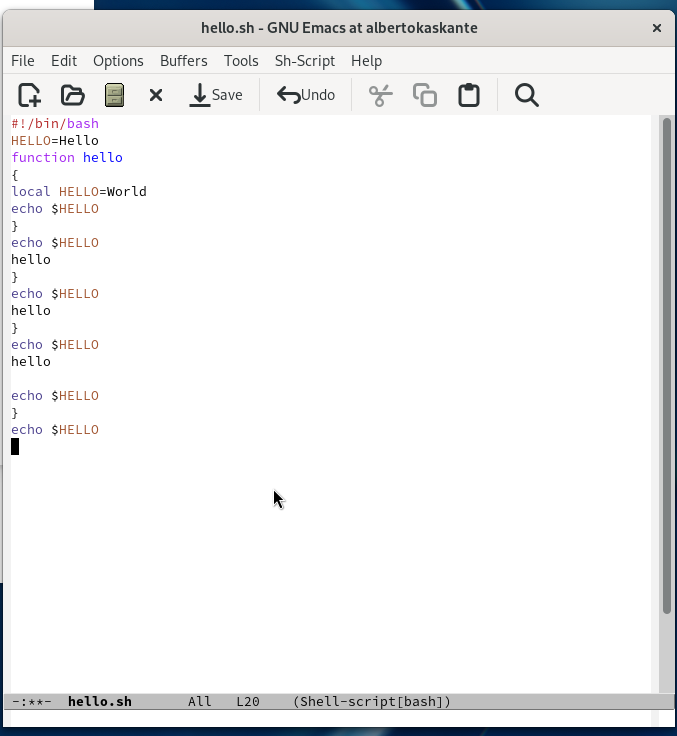 hello.sh - GNU Emacs at albertokaskante
File Edit Options Buffers Tools Sh-Script Help
Save Undo
#!/bin/bash
HELLO=Hello
function hello
{
local HELLO=World
echo $HELLO
}
echo $HELLO
hello
}
echo $HELLO
hello
}
echo $HELLO
hello

echo $HELLO
}
echo $HELLO
-:**- hello.sh All L20 (Shell-script[bash])